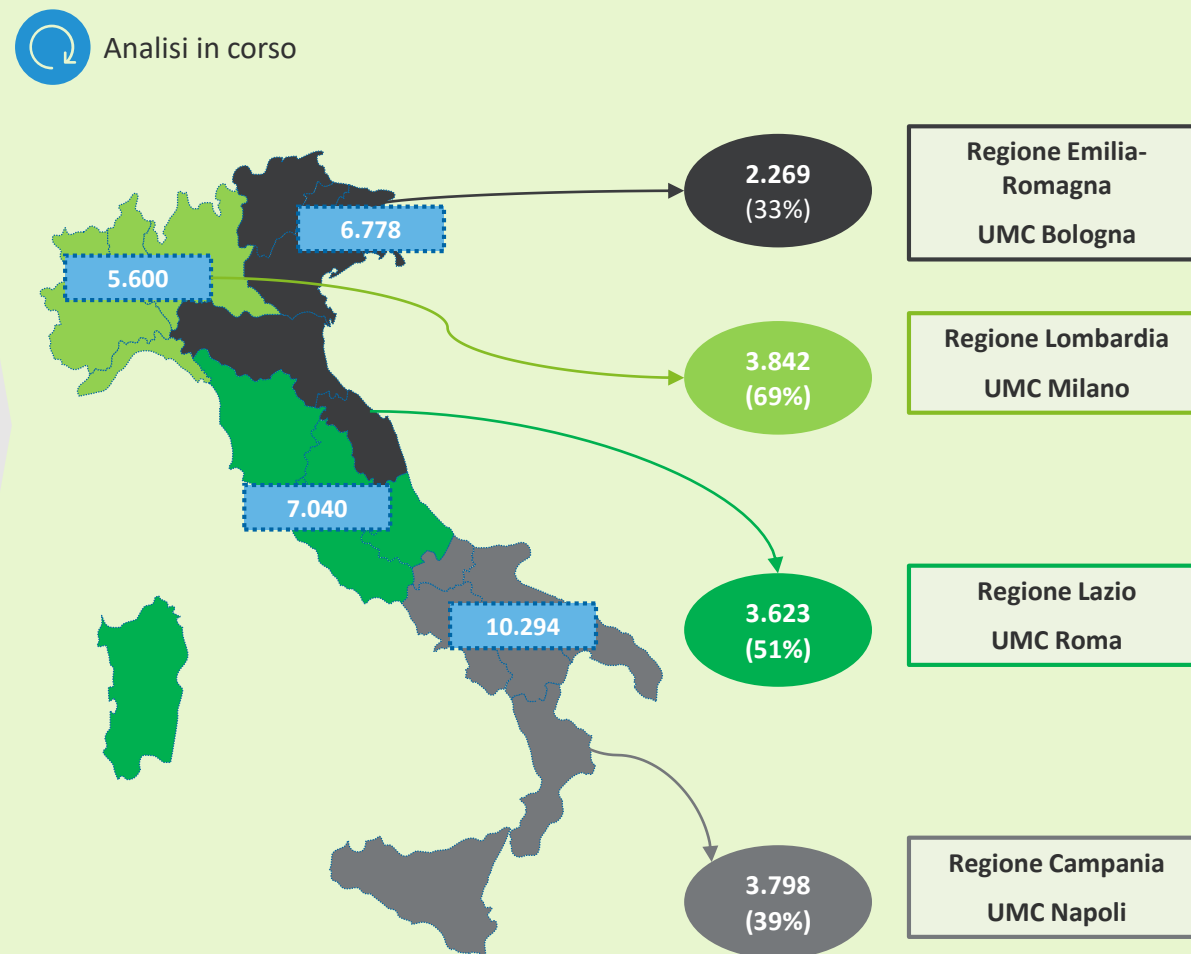 Analisi in corso
6.778
5.600
7.040
10.294
2.269
(33%)
Regione Emilia-
Romagna
UMC Bologna
3.842
(69%)
Regione Lombardia
UMC Milano
3.623
(51%)
Regione Lazio
UMC Roma
3.798
(39%)
Regione Campania
UMC Napoli